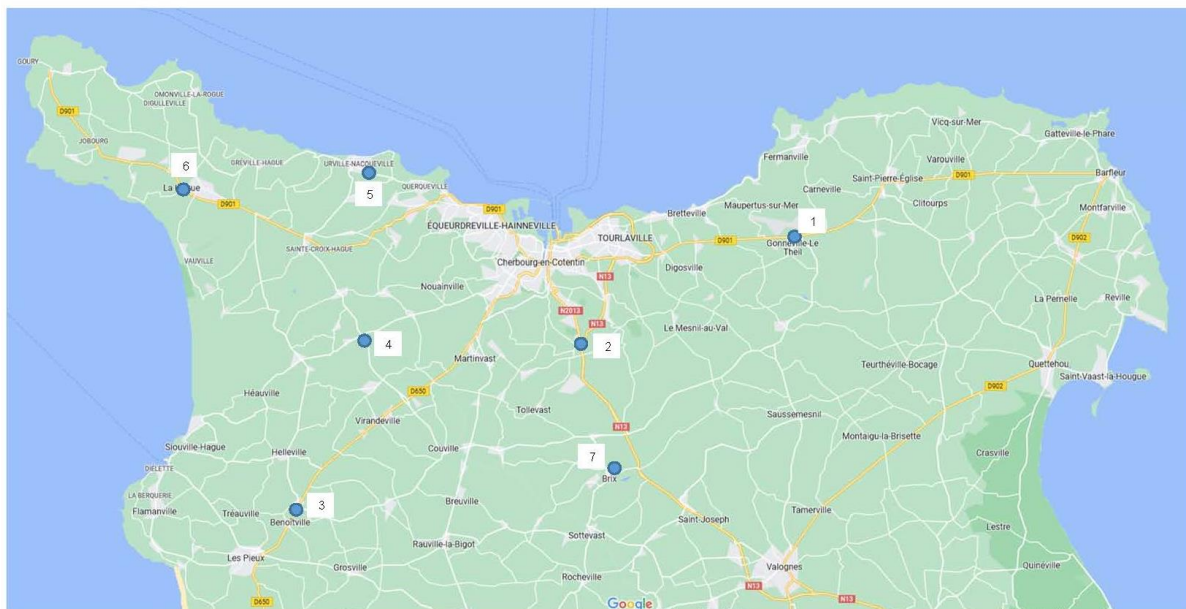 GOURY
OMONVILLE-LA-ROGUE
DIGULLEVILLE
D901
JOBOURG
6
GRÉVILLE-HAGUE
URVILLE-NACQUEVILLE
5
QUERQUEVILLE
D901
SAINTE-CROIX-HAGUE
VAUVILLE
D901
ÉQUEURDREVILLE-HAINNEVILLE
TOURLAVILLE
Cherbourg-en-Cotentin
Nouainville
N13
N2013
N13
Digosville
D901
Bretteville
Maupertus-sur-Mer
Fermanville
Carneville
1
Gonneville-Le
Theil
Saint-Pierre-Église
Vicq-sur-Mer
Varouville
Clitourps
D901
Gatteville-le-Phare
Barfleur
Montfarville
D902
La Pernelle
Réville
4
Martinvast
2
Le Mesnil-au-Val
Teurthéville-Bocage
Quettehou
Saint-Vaast-la-Hougue
D902
Héauville
D650
Virandeville
Tollevast
Saussemesnil
Montaigu-la-Brisette
Crasville
Siouville-Hague
Helleville
Couville
N13
7
Brix
DIELETTE
LA BERQUERIE
Flamanville
Tréauville
3
Benoîtville
Breuville
Saint-Joseph
Tamerville
Lestre
Les Pieux
Grosville
Rauville-la-Bigot
Sottevast
Rocheville
Valognes
Quinéville
D650
N13
N13
Google